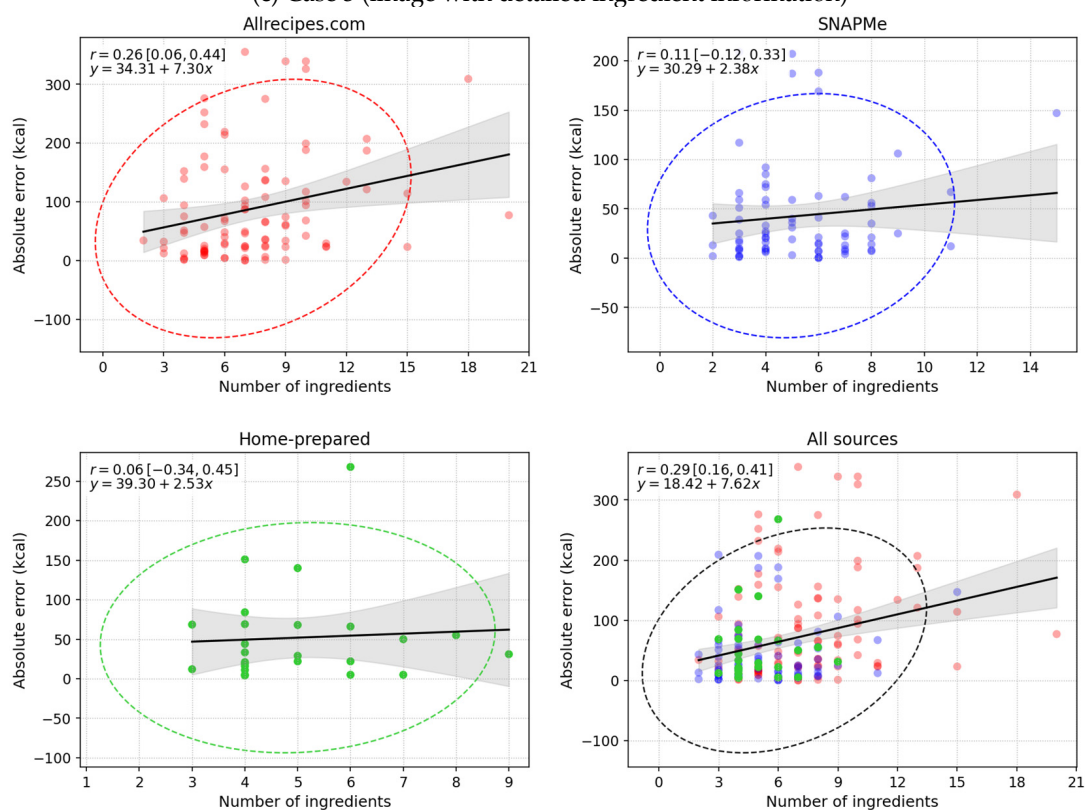 (c) Case 3 (image with detailed ingredient information)
Allrecipes.com
r = 0.26 [0.06, 0.44]
y = 34.31 + 7.30x
Absolute error (kcal)
300
200
100
0
−100
0 3 6 9 12 15 18 21
Number of ingredients
SNAPMe
r = 0.11 [−0.12, 0.33]
y = 30.29 + 2.38x
Absolute error (kcal)
200
150
100
50
0
−50
0 2 4 6 8 10 12 14
Number of ingredients
Home-prepared
r = 0.06 [−0.34, 0.45]
y = 39.30 + 2.53x
Absolute error (kcal)
250
200
150
100
50
0
−50
−100
1 2 3 4 5 6 7 8 9
Number of ingredients
All sources
r = 0.29 [0.16, 0.41]
y = 18.42 + 7.62x
Absolute error (kcal)
300
200
100
0
−100
0 3 6 9 12 15 18 21
Number of ingredients